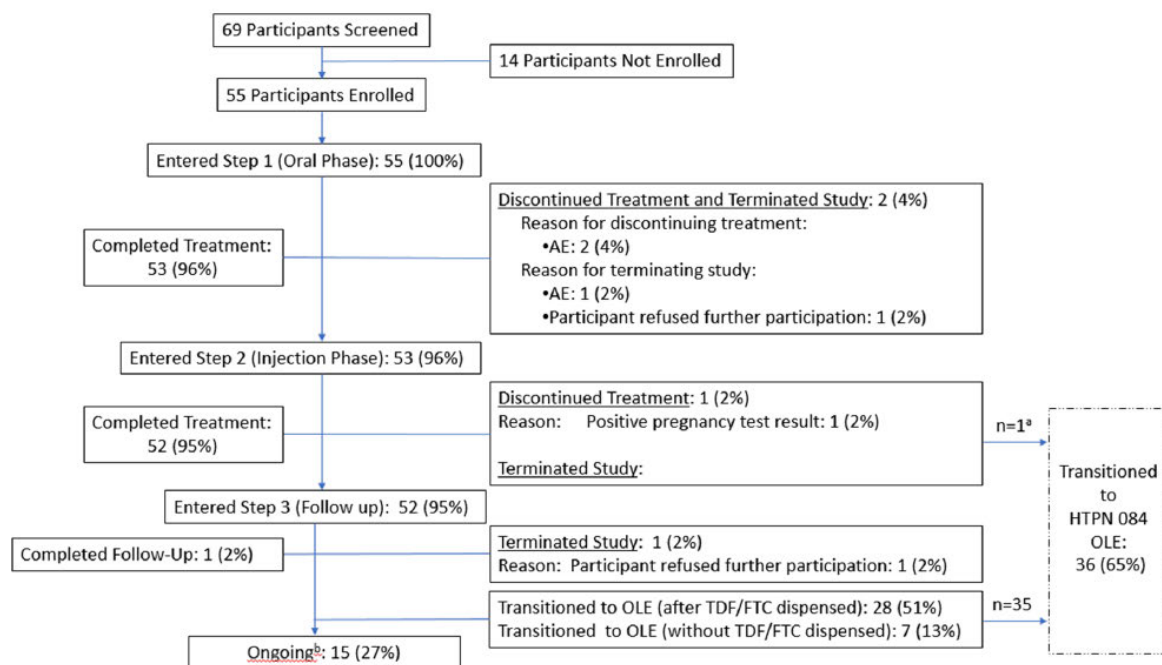 69 Participants Screened
14 Participants Not Enrolled
55 Participants Enrolled
Entered Step 1 (Oral Phase): 55 (100%)
Discontinued Treatment and Terminated Study: 2 (4%)
Reason for discontinuing treatment:
•AE: 2 (4%)
Reason for terminating study:
•AE: 1 (2%)
•Participant refused further participation: 1 (2%)
Completed Treatment:
53 (96%)
Entered Step 2 (Injection Phase): 53 (96%)
Discontinued Treatment: 1 (2%)
Reason: Positive pregnancy test result: 1 (2%)
Terminated Study:
Completed Treatment:
52 (95%)
n=1ᵃ
Transitioned
to
HTPN 084
OLE:
36 (65%)
Entered Step 3 (Follow up): 52 (95%)
Completed Follow-Up: 1 (2%)
Terminated Study: 1 (2%)
Reason: Participant refused further participation: 1 (2%)
Transitioned to OLE (after TDF/FTC dispensed): 28 (51%)
Transitioned to OLE (without TDF/FTC dispensed): 7 (13%)
n=35
Ongoingᵇ: 15 (27%)